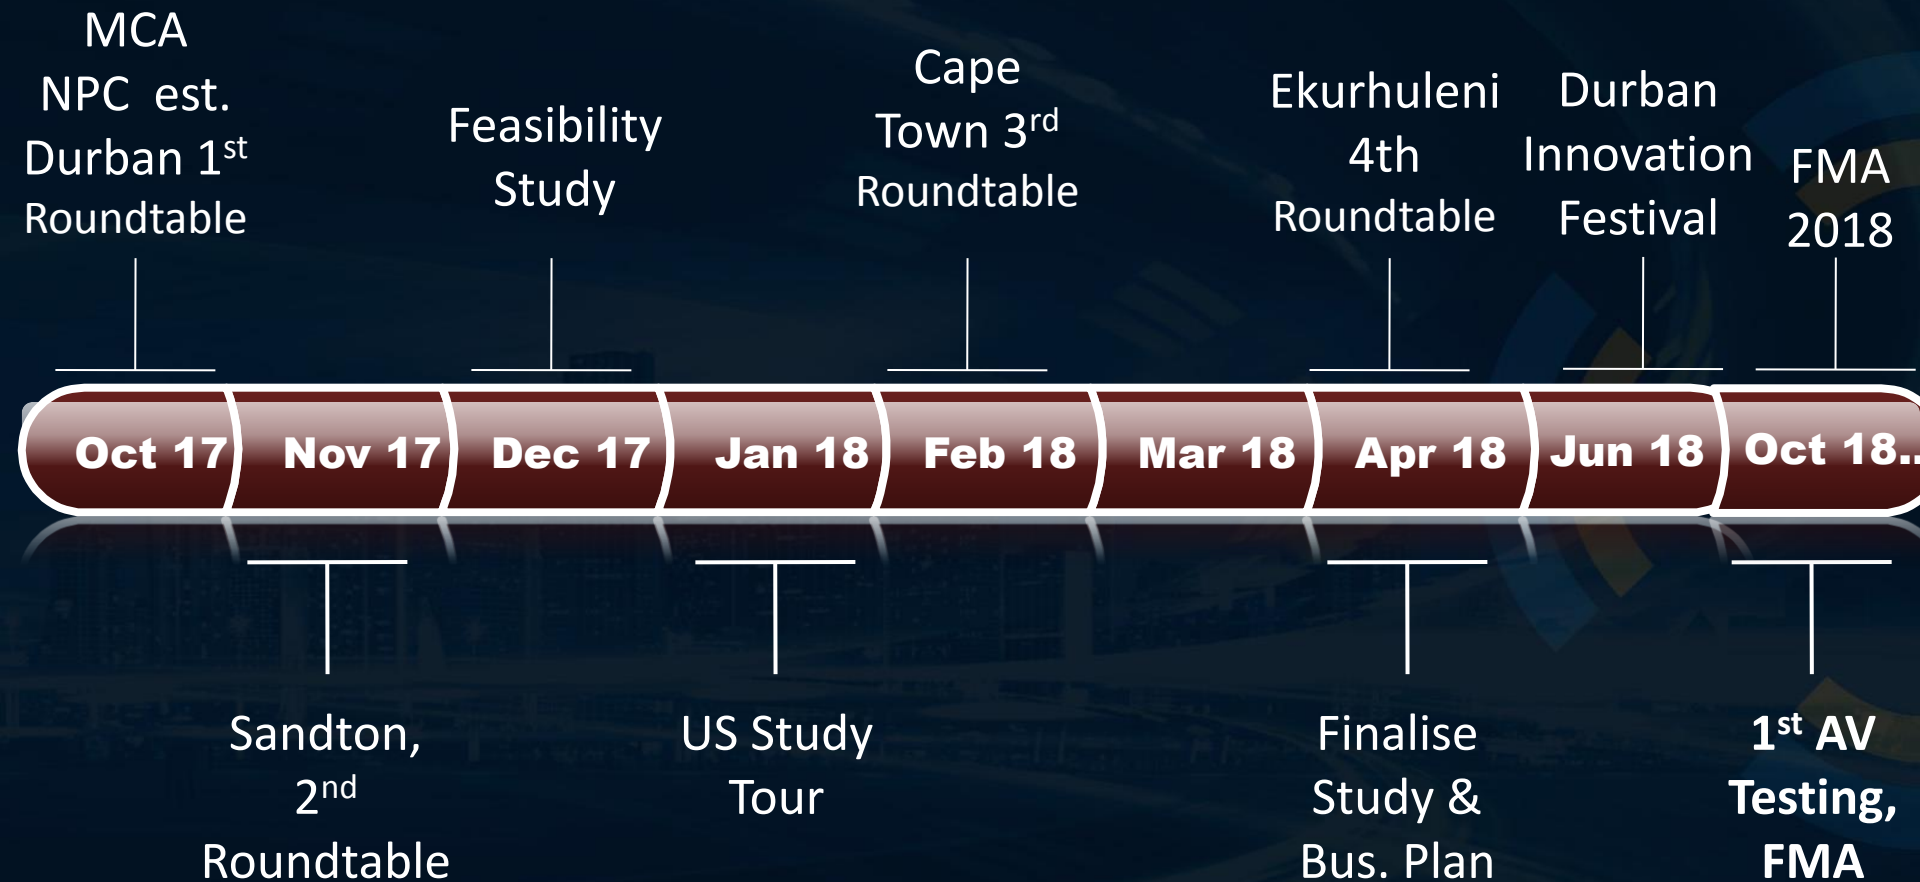 MCA
NPC  est.
Durban 1st
Roundtable
Feasibility
Study
Cape
Town 3rd
Roundtable
Ekurhuleni
4th
Roundtable
Durban
Innovation
Festival
FMA
2018
Oct 17
Nov 17
Dec 17
Jan 18
Feb 18
Mar 18
Apr 18
Jun 18
Oct 18..
Sandton,
2nd
Roundtable
US Study
Tour
Finalise
Study &
Bus. Plan
1st AV
Testing,
FMA